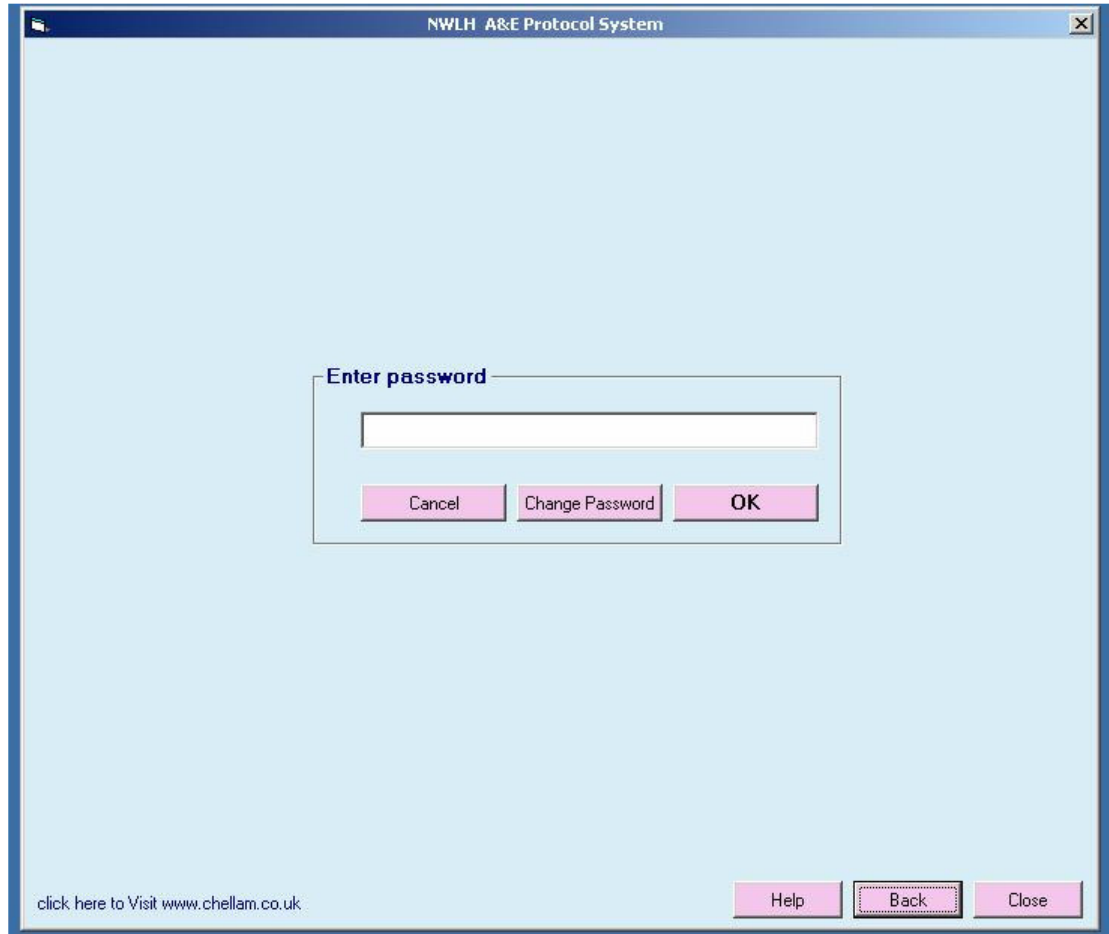 NWLH A&E Protocol System
Enter password
Cancel Change Password OK
Help Back Close
click here to Visit www.chellam.co.uk